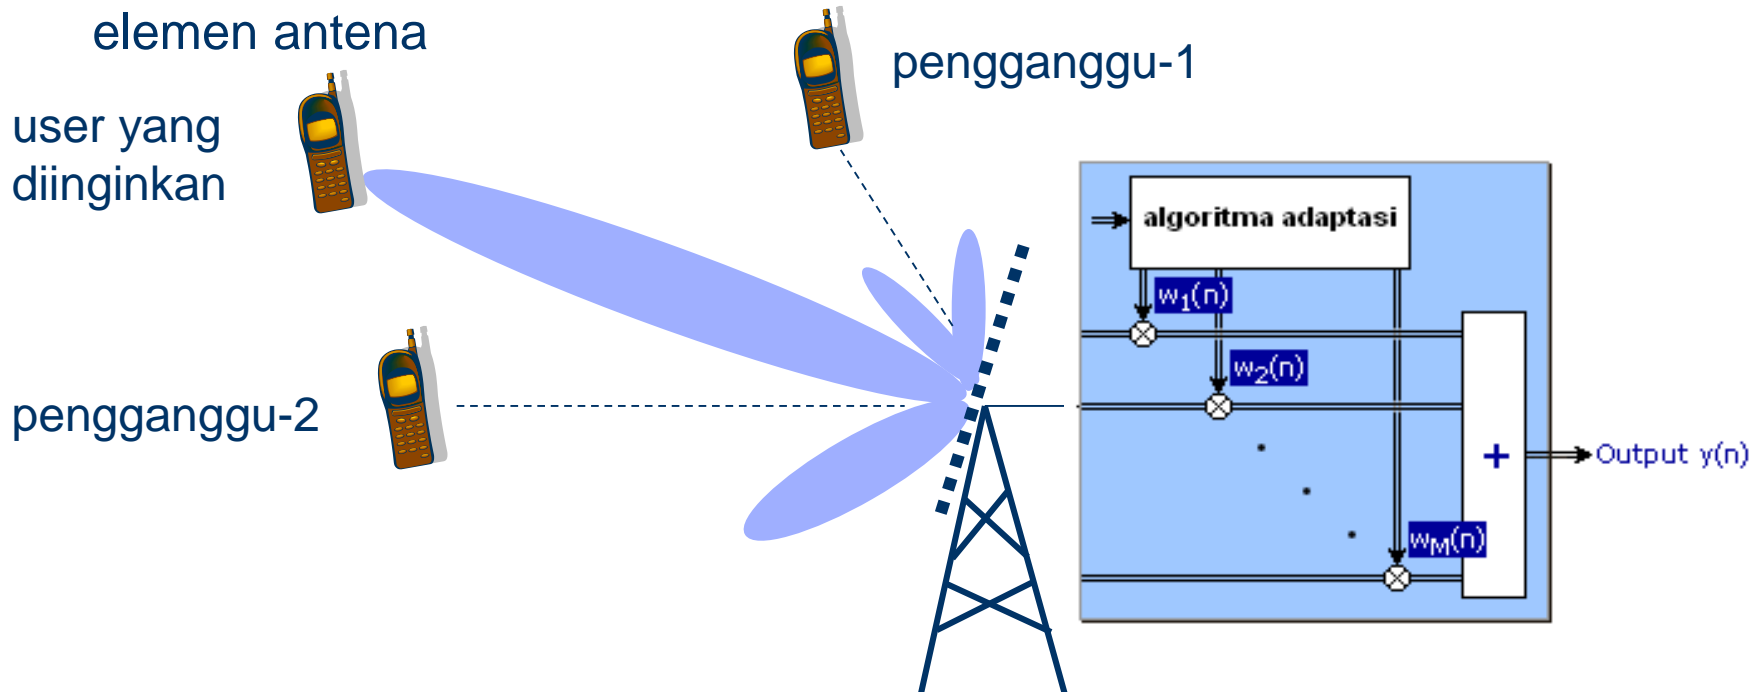 elemen antena
pengganggu-1
user yang
diinginkan
algoritma adaptasi
w1(n)
w2(n)
pengganggu-2
+
Output y(n)
wM(n)